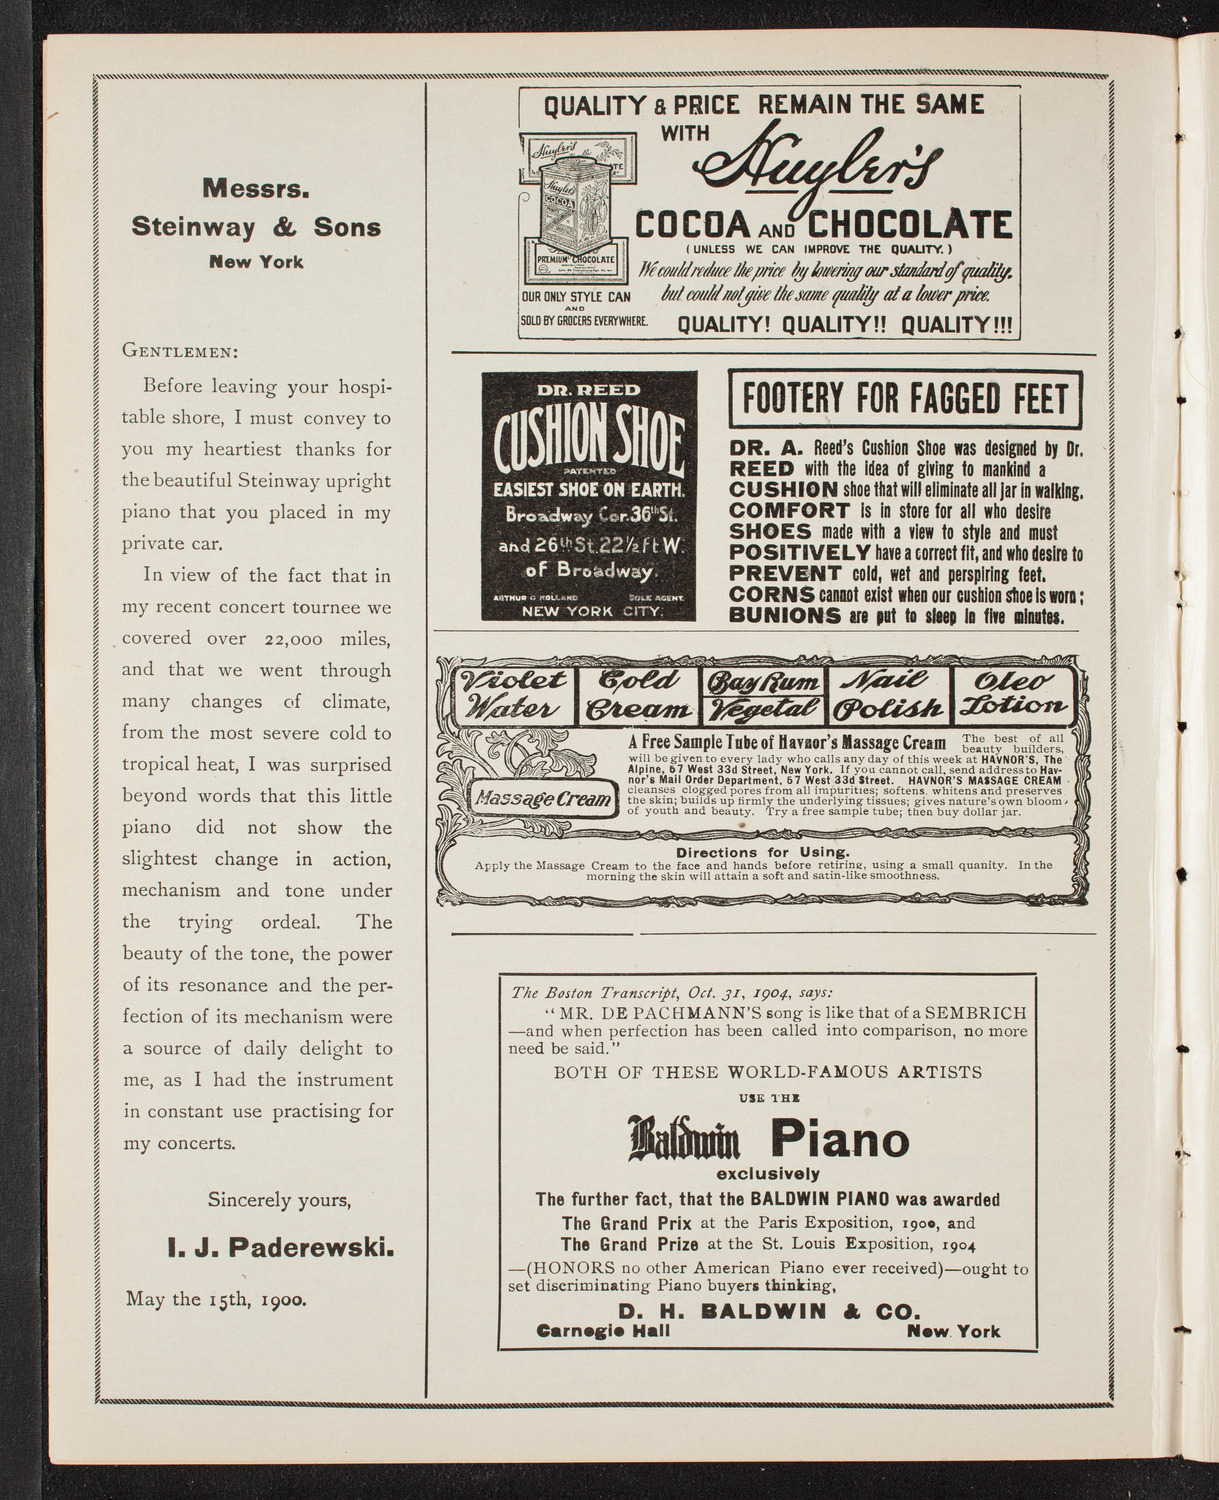 Messrs.
Steinway & Sons
New York
GENTLEMEN:
Before leaving your hospi-
table shore, I must convey to
you my heartiest thanks for
the beautiful Steinway upright
piano that you placed in my
private car.
In view of the fact that in
my recent concert tournee we
covered over 22,000 miles,
and that we went through
many changes of climate,
from the most severe cold to
tropical heat, I was surprised
beyond words that this little
piano did not show the
slightest change in action,
mechanism and tone under
the trying ordeal. The
beauty of the tone, the power
of its resonance and the per-
fection of its mechanism were
a source of daily delight to
me, as I had the instrument
in constant use practising for
my concerts.
Sincerely yours,
I. J. Paderewski.
May the 15th, 1900.
QUALITY & PRICE REMAIN THE SAME
WITH Huyler's
COCOA AND CHOCOLATE
(UNLESS WE CAN IMPROVE THE QUALITY.)
We could reduce the price by lowering our standard of quality,
but could not give the same quality at a lower price.
QUALITY! QUALITY!! QUALITY!!!
Huyler's
Huyler's
COCOA
PREMIUM CHOCOLATE
OUR ONLY STYLE CAN
AND
SOLD BY GROCERS EVERYWHERE.
DR. REED
CUSHION SHOE
PATENTED
EASIEST SHOE ON EARTH.
Broadway Cor. 36th St.
and 26th St. 22½ ft W.
of Broadway.
ARTHUR G HOLLAND SOLE AGENT.
NEW YORK CITY.
FOOTERY FOR FAGGED FEET
DR. A. Reed's Cushion Shoe was designed by Dr.
REED with the idea of giving to mankind a
CUSHION shoe that will eliminate all jar in walking.
COMFORT is in store for all who desire
SHOES made with a view to style and must
POSITIVELY have a correct fit, and who desire to
PREVENT cold, wet and perspiring feet.
CORNS cannot exist when our cushion shoe is worn;
BUNIONS are put to sleep in five minutes.
Violet Water
Cold Cream
Bay Rum
Vegetal
Nail Polish
Oleo Lotion
Massage Cream
A Free Sample Tube of Havnor's Massage Cream The best of all
beauty builders,
will be given to every lady who calls any day of this week at HAVNOR'S, The
Alpine, 57 West 33d Street, New York. If you cannot call, send address to Hav-
nor's Mail Order Department, 57 West 33d Street. HAVNOR'S MASSAGE CREAM
cleanses clogged pores from all impurities; softens, whitens and preserves
the skin; builds up firmly the underlying tissues; gives nature's own bloom
of youth and beauty. Try a free sample tube; then buy dollar jar.
Directions for Using.
Apply the Massage Cream to the face and hands before retiring, using a small quanity. In the
morning the skin will attain a soft and satin-like smoothness.
The Boston Transcript, Oct. 31, 1904, says:
"MR. DE PACHMANN'S song is like that of a SEMBRICH
—and when perfection has been called into comparison, no more
need be said."
BOTH OF THESE WORLD-FAMOUS ARTISTS
USE THE
Baldwin Piano
exclusively
The further fact, that the BALDWIN PIANO was awarded
The Grand Prix at the Paris Exposition, 1900, and
The Grand Prize at the St. Louis Exposition, 1904
—(HONORS no other American Piano ever received)—ought to
set discriminating Piano buyers thinking,
D. H. BALDWIN & CO.
Carnegie Hall New York